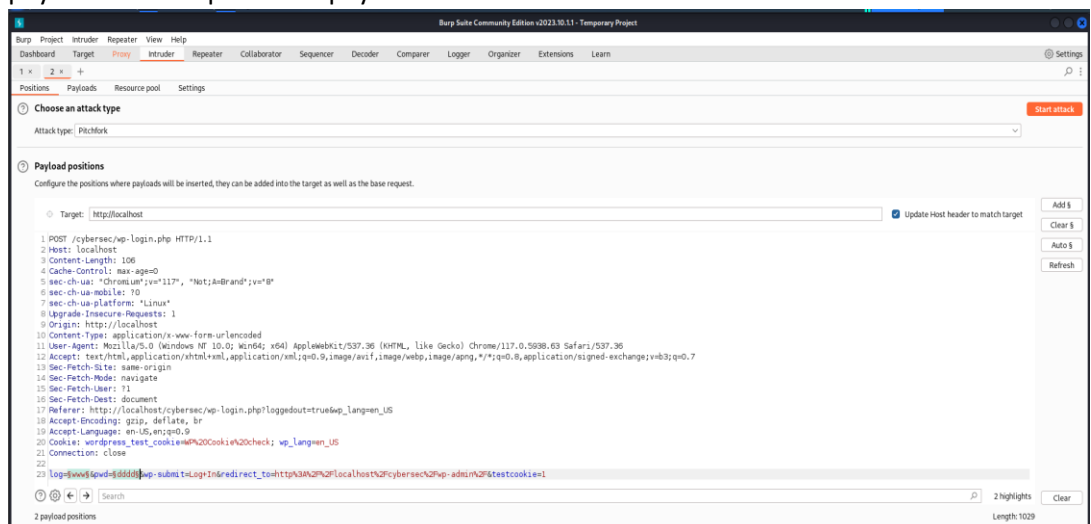 Burp Suite Community Edition v2023.10.1.1 - Temporary Project
Burp Project Intruder Repeater View Help
Dashboard Target Proxy Intruder Repeater Collaborator Sequencer Decoder Comparer Logger Organizer Extensions Learn Settings
1 × 2 × +
Positions Payloads Resource pool Settings
Choose an attack type
Start attack
Attack type: Pitchfork
Payload positions
Configure the positions where payloads will be inserted, they can be added into the target as well as the base request.
Target: http://localhost
Update Host header to match target
Add §
Clear §
Auto §
Refresh
1 POST /cybersec/wp-login.php HTTP/1.1
2 Host: localhost
3 Content-Length: 106
4 Cache-Control: max-age=0
5 sec-ch-ua: "Chromium";v="117", "Not;A=Brand";v="8"
6 sec-ch-ua-mobile: ?0
7 sec-ch-ua-platform: "Linux"
8 Upgrade-Insecure-Requests: 1
9 Origin: http://localhost
10 Content-Type: application/x-www-form-urlencoded
11 User-Agent: Mozilla/5.0 (Windows NT 10.0; Win64; x64) AppleWebKit/537.36 (KHTML, like Gecko) Chrome/117.0.5938.63 Safari/537.36
12 Accept: text/html,application/xhtml+xml,application/xml;q=0.9,image/avif,image/webp,image/apng,*/*;q=0.8,application/signed-exchange;v=b3;q=0.7
13 Sec-Fetch-Site: same-origin
14 Sec-Fetch-Mode: navigate
15 Sec-Fetch-User: ?1
16 Sec-Fetch-Dest: document
17 Referer: http://localhost/cybersec/wp-login.php?loggedout=true&wp_lang=en_US
18 Accept-Encoding: gzip, deflate, br
19 Accept-Language: en-US,en;q=0.9
20 Cookie: wordpress_test_cookie=WP%20Cookie%20check; wp_lang=en_US
21 Connection: close
22
23 log=§www§&pwd=§dddd§&wp-submit=Log+In&redirect_to=http%3A%2F%2Flocalhost%2Fcybersec%2Fwp-admin%2F&testcookie=1
Search
2 highlights
Clear
2 payload positions
Length: 1029